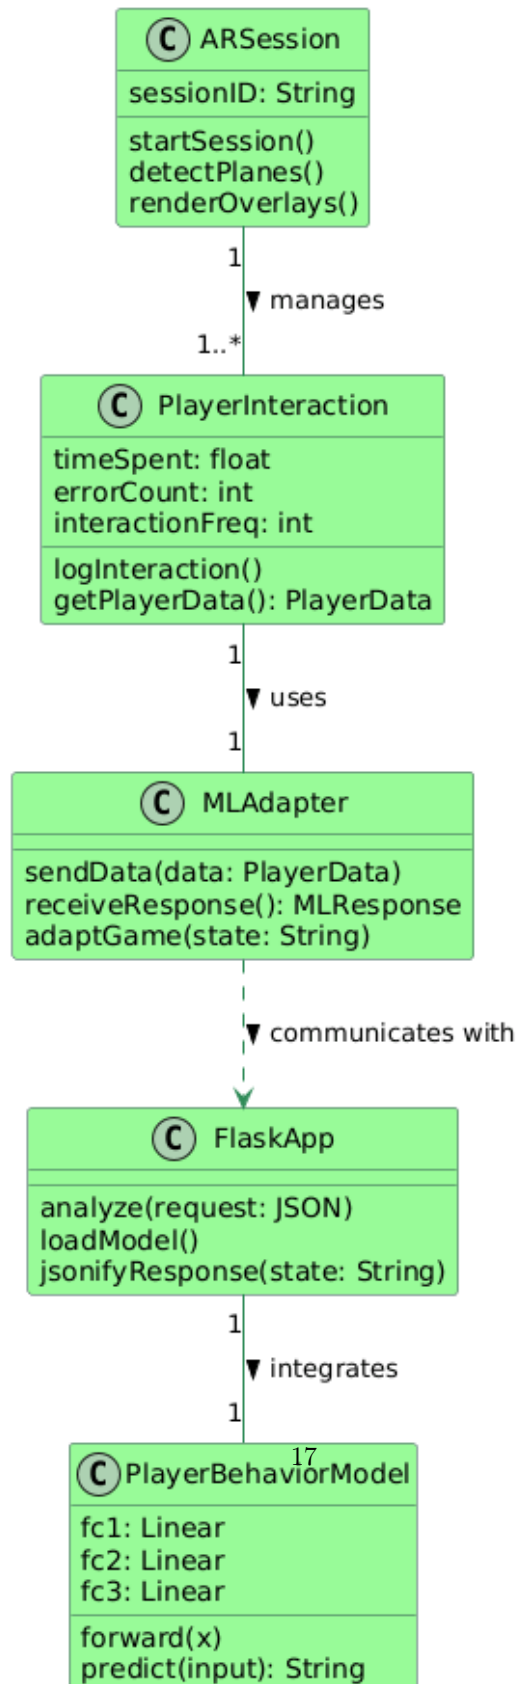 C ARSession
sessionID: String
startSession()
detectPlanes()
renderOverlays()
1
manages
1..*
C PlayerInteraction
timeSpent: float
errorCount: int
interactionFreq: int
logInteraction()
getPlayerData(): PlayerData
1
uses
1
C MLAdapter
sendData(data: PlayerData)
receiveResponse(): MLResponse
adaptGame(state: String)
communicates with
C FlaskApp
analyze(request: JSON)
loadModel()
jsonifyResponse(state: String)
1
integrates
1
17
C PlayerBehaviorModel
fc1: Linear
fc2: Linear
fc3: Linear
forward(x)
predict(input): String